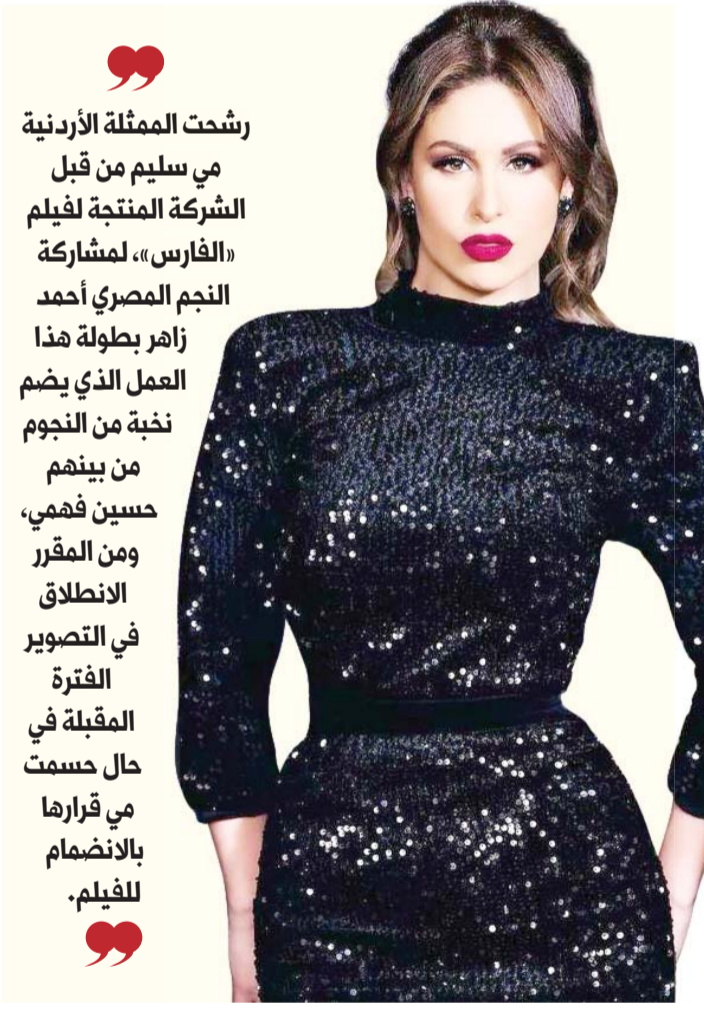 رشحت الممثلة الأردنية
مي سليم من قبل
الشركة المنتجة لفيلم
«الفارس»، لمشاركة
النجم المصري أحمد
زاهر بطولة هذا
العمل الذي يضم
نخبة من النجوم
من بينهم
حسين فهمي،
ومن المقرر
الانطلاق
في التصوير
الفترة
المقبلة في
حال حسمت
مي قرارها
بالانضمام
للفيلم.